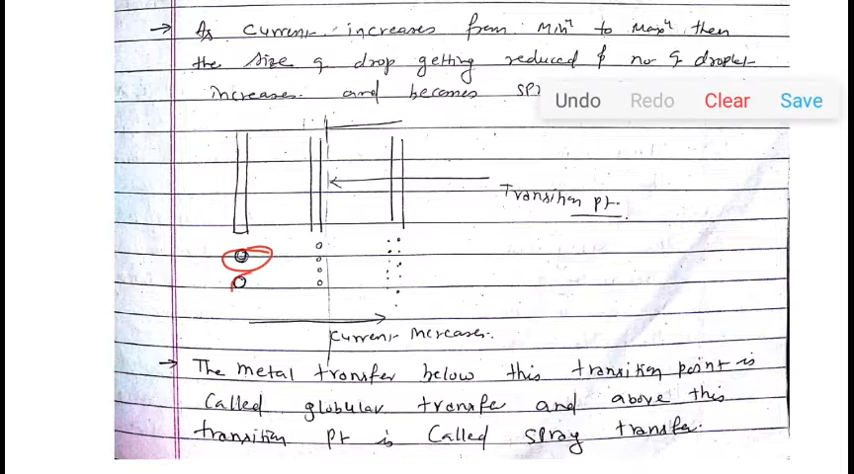 → As current increases from min^m to max^m then
the size of drop getting reduced & no of droplet
increases. and becomes
Undo Redo Clear Save
Transition pt.
Current increases.
→ The metal transfer below this transition point is
called globular transfer and above this
transition pt is called spray transfer.